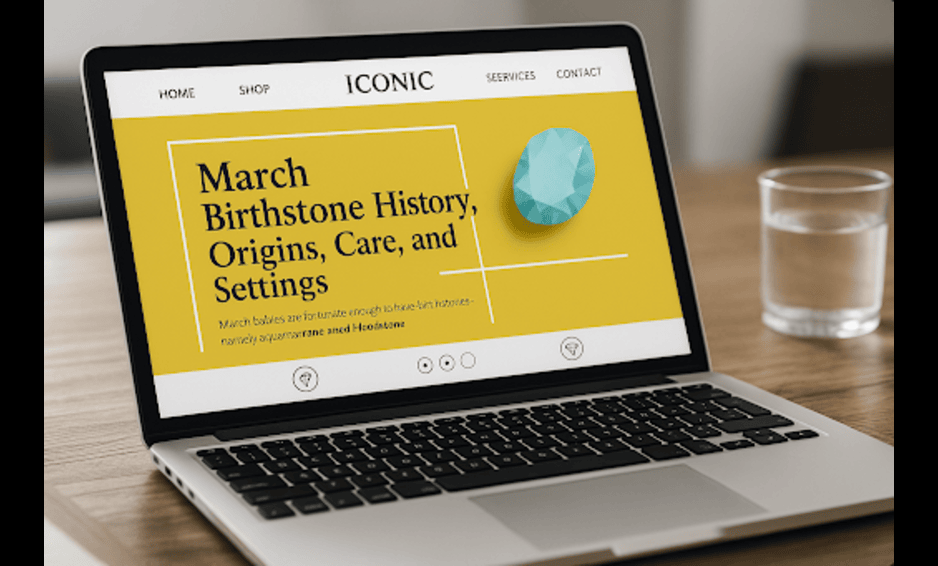 HOME SHOP ICONIC SEERVICES CONTACT
March
Birthstone History,
Origins, Care, and
Settings
March babies are fortunate enough to have
namely